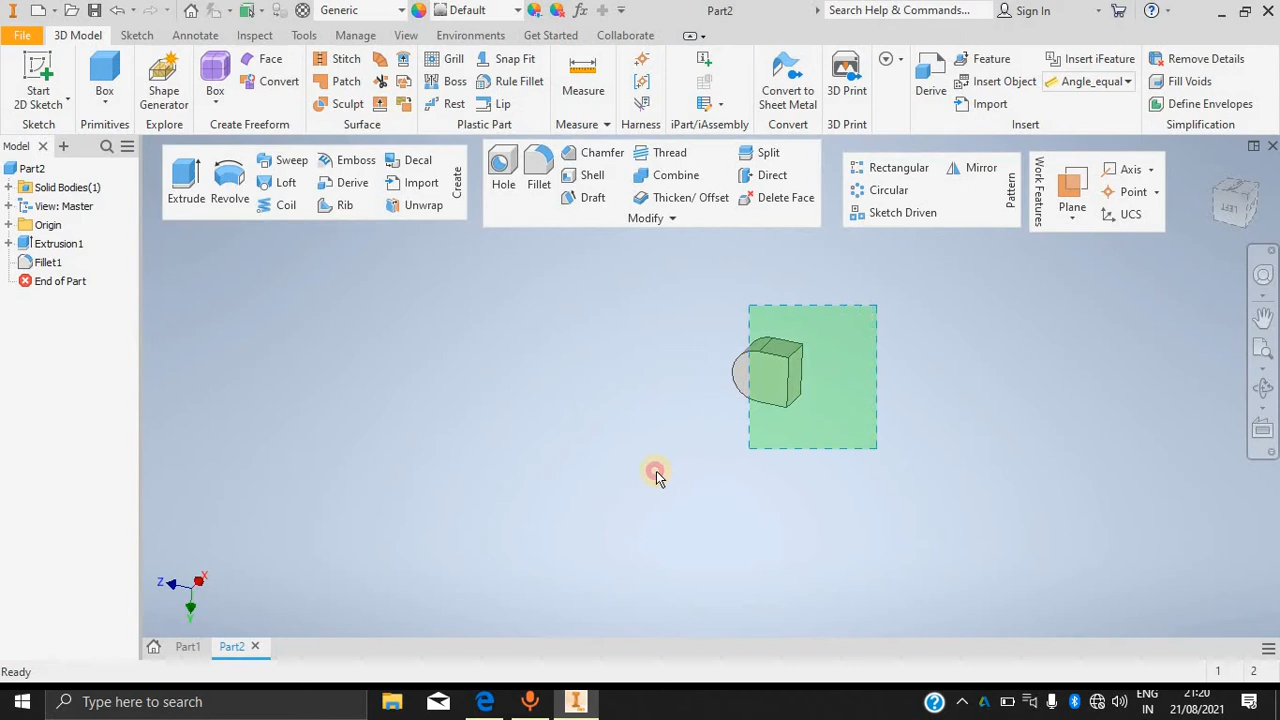 Generic
Default
Part2
Search Help & Commands...
Sign In
File
3D Model
Sketch
Annotate
Inspect
Tools
Manage
View
Environments
Get Started
Collaborate
Start
2D Sketch
Sketch
Box
Primitives
Shape
Generator
Explore
Box
Face
Convert
Create Freeform
Stitch
Patch
Sculpt
Surface
Grill
Boss
Rest
Snap Fit
Rule Fillet
Lip
Plastic Part
Measure
Measure
Harness
iPart/iAssembly
Convert to
Sheet Metal
Convert
3D Print
3D Print
Derive
Feature
Insert Object
Import
Insert iFeature
Angle_equal
Insert
Remove Details
Fill Voids
Define Envelopes
Simplification
Model
Part2
Solid Bodies(1)
View: Master
Origin
Extrusion1
Fillet1
End of Part
Extrude
Revolve
Sweep
Loft
Coil
Emboss
Derive
Rib
Decal
Import
Unwrap
Create
Hole
Fillet
Chamfer
Shell
Draft
Thread
Combine
Thicken/ Offset
Split
Direct
Delete Face
Modify
Rectangular
Circular
Sketch Driven
Mirror
Pattern
Work Features
Plane
Axis
Point
UCS
LEFT
Z
X
Y
Part1
Part2
Ready
1
2
Type here to search
ENG
IN
21:20
21/08/2021